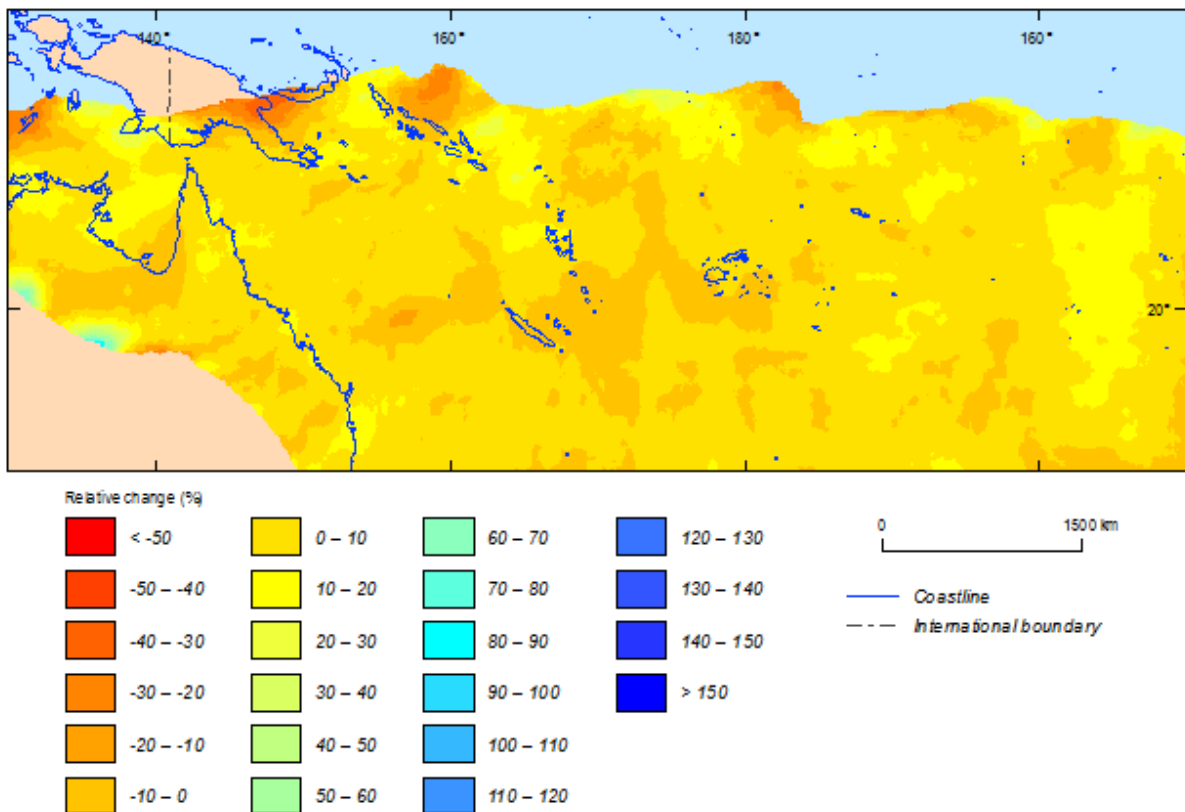 140° 160° 180° 160°
20°
Relative change (%)
< -50 0 – 10 60 – 70 120 – 130 0 1500 km
-50 – -40 10 – 20 70 – 80 130 – 140 Coastline
-40 – -30 20 – 30 80 – 90 140 – 150 International boundary
-30 – -20 30 – 40 90 – 100 > 150
-20 – -10 40 – 50 100 – 110
-10 – 0 50 – 60 110 – 120